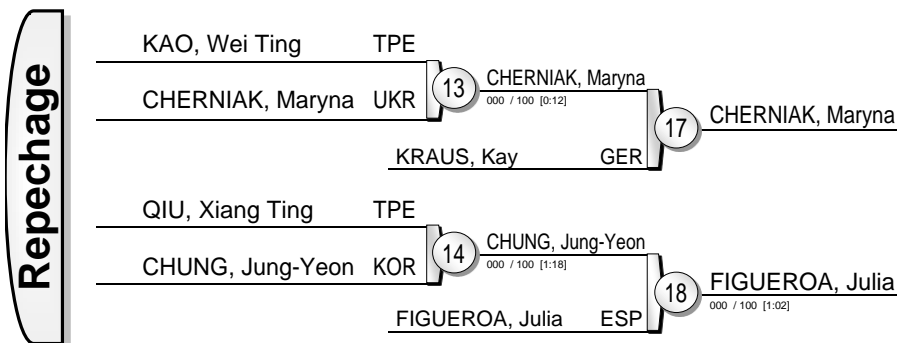 Repechage
KAO, Wei Ting TPE
CHERNIAK, Maryna UKR
13
CHERNIAK, Maryna
000 / 100 [0:12]
KRAUS, Kay GER
17
CHERNIAK, Maryna
QIU, Xiang Ting TPE
CHUNG, Jung-Yeon KOR
14
CHUNG, Jung-Yeon
000 / 100 [1:18]
FIGUEROA, Julia ESP
18
FIGUEROA, Julia
000 / 100 [1:02]